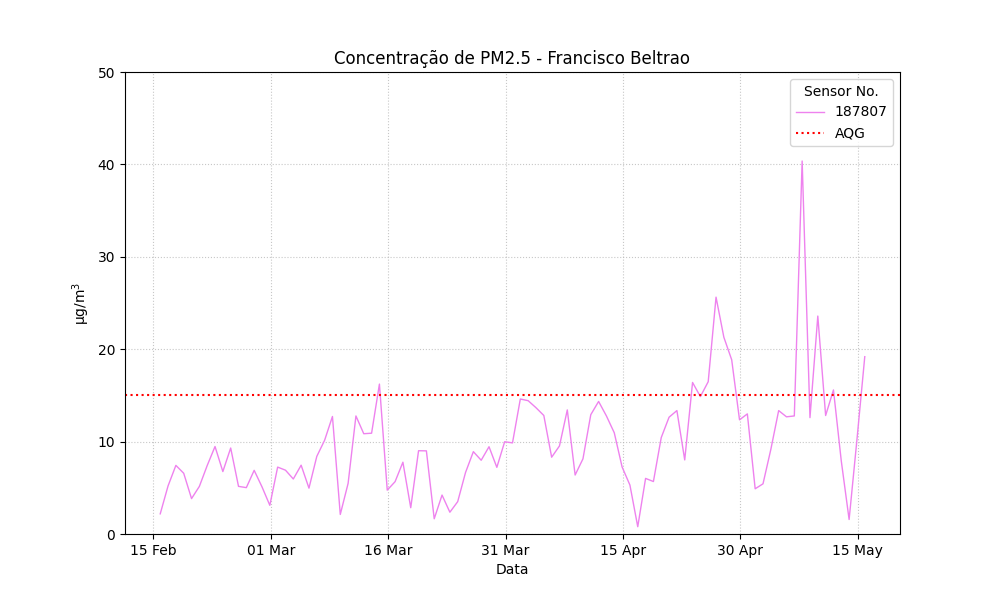 Concentração de PM2.5 - Francisco Beltrao
Sensor No.
187807
AQG
50
40
30
20
10
0
µg/m³
15 Feb
01 Mar
16 Mar
31 Mar
15 Apr
30 Apr
15 May
Data